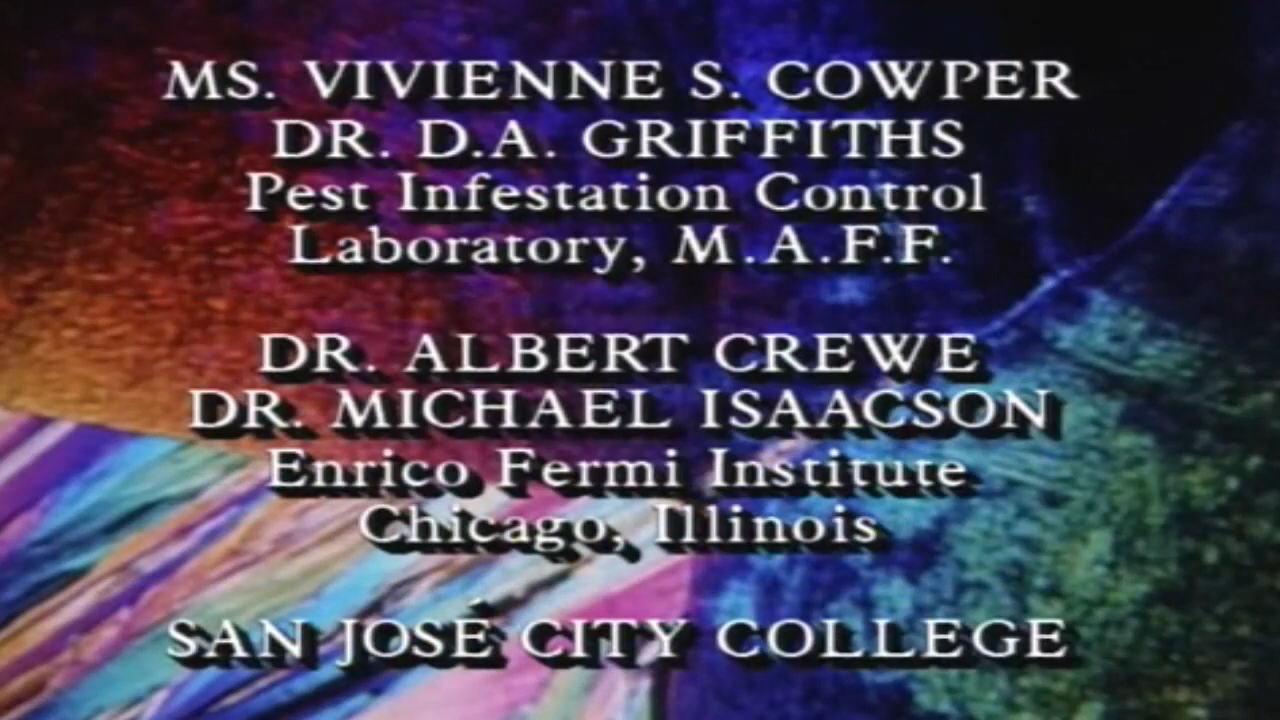 MS. VIVIENNE S. COWPER
DR. D.A. GRIFFITHS
Pest Infestation Control
Laboratory, M.A.F.F.
DR. ALBERT CREWE
DR. MICHAEL ISAACSON
Enrico Fermi Institute
Chicago, Illinois
SAN JOSÉ CITY COLLEGE